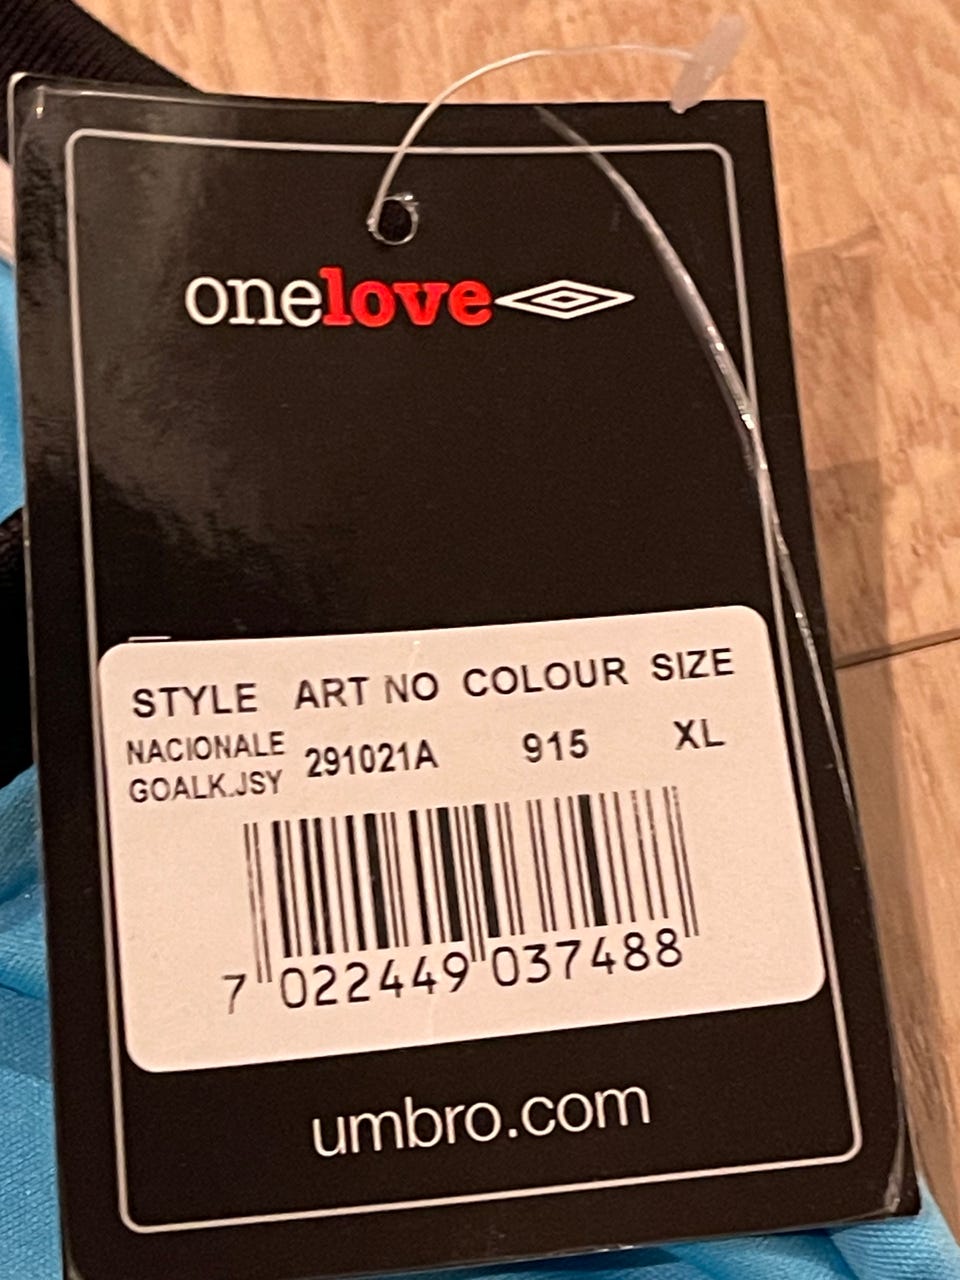 onelove
STYLE ART NO COLOUR SIZE
NACIONALE GOALK.JSY 291021A 915 XL
7 022449 037488
umbro.com